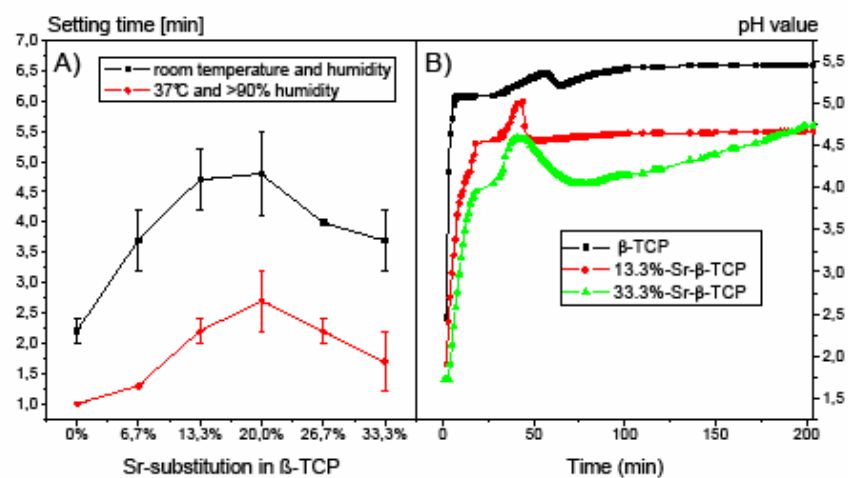 Setting time [min]
pH value
A)
room temperature and humidity
37℃ and >90% humidity
7,0
6,5
6,0
5,5
5,0
4,5
4,0
3,5
3,0
2,5
2,0
1,5
1,0
0% 6,7% 13,3% 20,0% 26,7% 33,3%
Sr-substitution in ß-TCP
B)
β-TCP
13.3%-Sr-β-TCP
33.3%-Sr-β-TCP
5,5
5,0
4,5
4,0
3,5
3,0
2,5
2,0
1,5
0 50 100 150 200
Time (min)